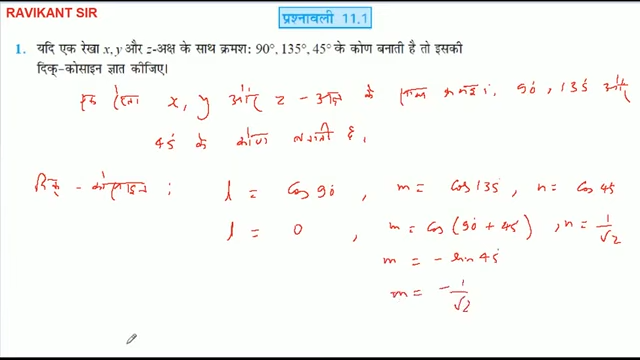 RAVIKANT SIR
प्रश्नावली 11.1
1. यदि एक रेखा x, y और z-अक्ष के साथ क्रमश: 90°, 135°, 45° के कोण बनाती है तो इसकी
दिक्-कोसाइन ज्ञात कीजिए।
एक रेखा x, y और z - अक्ष के साथ क्रमशः 90°, 135° और
45° के कोण बनाती है,
दिक् - कोसाइन : l = cos 90°, m = cos 135°, n = cos 45°
l = 0, m = cos (90° + 45°), n = 1/√2
m = - sin 45°
m = - 1/√2